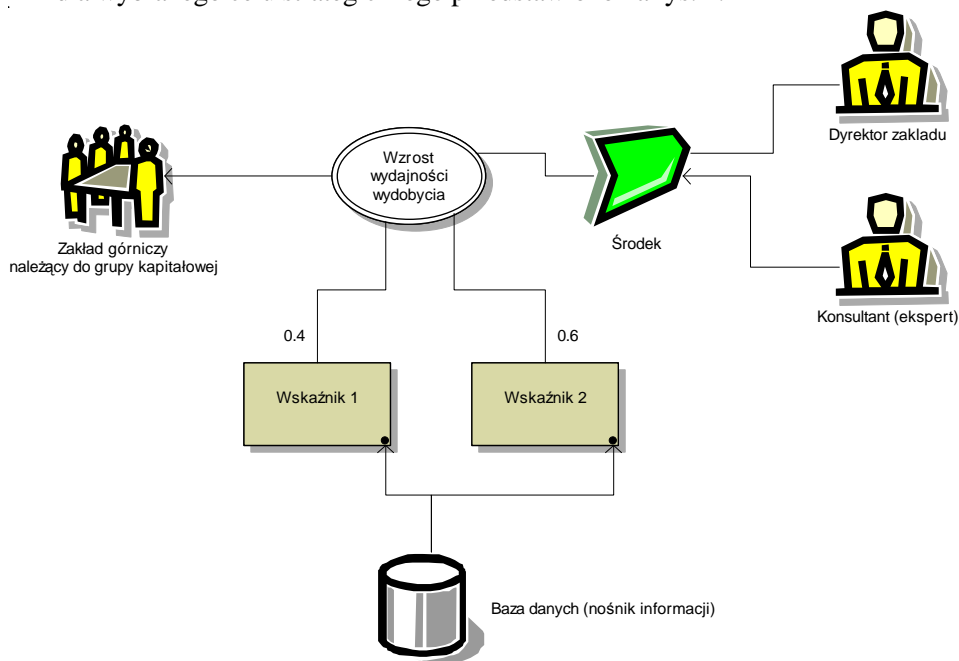 Dyrektor zakladu
Wzrost
wydajności
wydobycia
Zakład górniczy
należący do grupy kapitałowej
Środek
Konsultant (ekspert)
0.4
0.6
Wskaźnik 1
Wskaźnik 2
Baza danych (nośnik informacji)